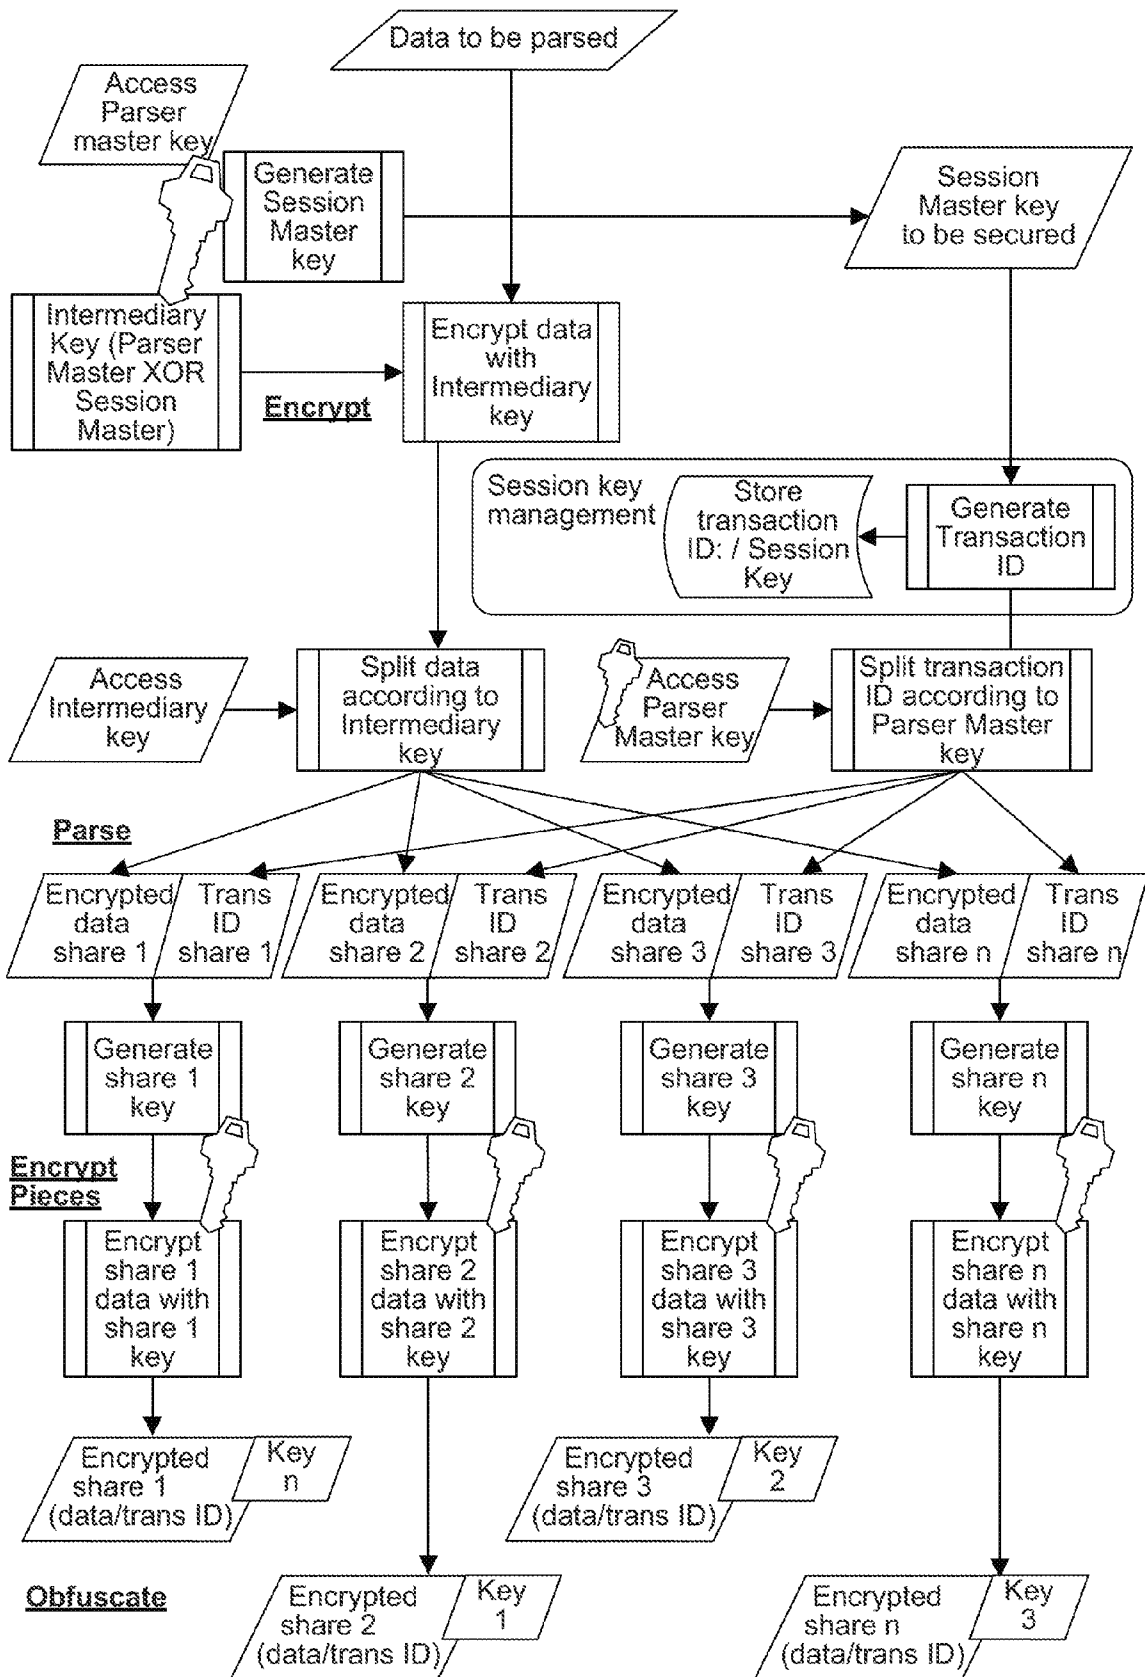 Data to be parsed
Access
Parser
master key
Generate
Session
Master
key
Session
Master key
to be secured
Intermediary
Key (Parser
Master XOR
Session
Master)
Encrypt
Encrypt data
with
Intermediary
key
Session key
management
Store
transaction
ID: / Session
Key
Generate
Transaction
ID
Access
Intermediary
key
Split data
according to
Intermediary
key
Access
Parser
Master key
Split transaction
ID according to
Parser Master
key
Parse
Encrypted
data
share 1
Trans
ID
share 1
Encrypted
data
share 2
Trans
ID
share 2
Encrypted
data
share 3
Trans
ID
share 3
Encrypted
data
share n
Trans
ID
share n
Generate
share 1
key
Generate
share 2
key
Generate
share 3
key
Generate
share n
key
Encrypt
Pieces
Encrypt
share 1
data with
share 1
key
Encrypt
share 2
data with
share 2
key
Encrypt
share 3
data with
share 3
key
Encrypt
share n
data with
share n
key
Encrypted
share 1
(data/trans ID)
Key
n
Encrypted
share 3
(data/trans ID)
Key
2
Obfuscate
Encrypted
share 2
(data/trans ID)
Key
1
Encrypted
share n
(data/trans ID)
Key
3